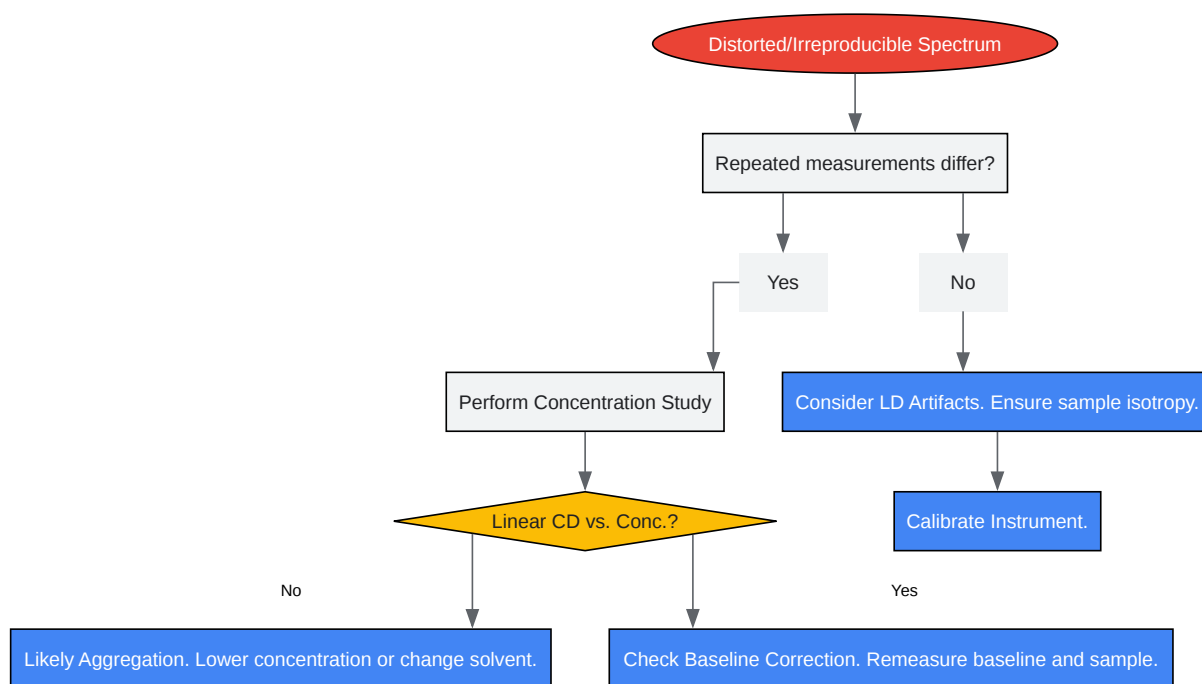 Distorted/Irreproducible Spectrum
Repeated measurements differ?
Yes
No
Perform Concentration Study
Consider LD Artifacts. Ensure sample isotropy.
Linear CD vs. Conc.?
Calibrate Instrument.
No
Yes
Likely Aggregation. Lower concentration or change solvent.
Check Baseline Correction. Remeasure baseline and sample.